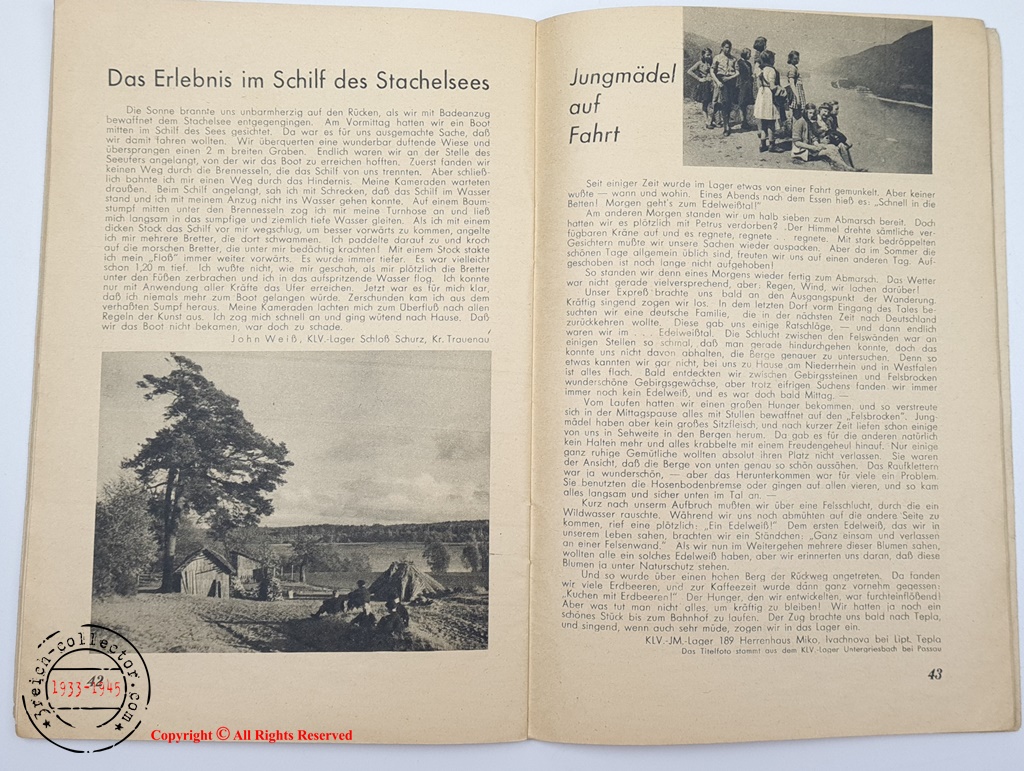 Das Erlebnis im Schilf des Stachelsees
Die Sonne brannte uns unbarmherzig auf den Rücken, als wir mit Badeanzug
bewaffnet dem Stachelsee entgegengingen. Am Vormittag hatten wir ein Boot
mitten im Schilf des Sees gesichtet. Da war es für uns ausgemachte Sache, daß
wir damit fahren wollten. Wir überquerten eine wunderbar duftende Wiese und
übersprangen einen 2 m breiten Graben. Endlich waren wir an der Stelle des
Seeufers angelangt, von der wir das Boot zu erreichen hofften. Zuerst fanden wir
keinen Weg durch die Brennesseln, die das Schilf von uns trennten. Aber schließ-
lich bahnte ich mir einen Weg durch das Hindernis. Meine Kameraden warteten
draußen. Beim Schilf angelangt, sah ich mit Schrecken, daß das Schilf im Wasser
stand und ich mit meinem Anzug nicht ins Wasser gehen konnte. Auf einem Baum-
stumpf mitten unter den Brennesseln zog ich mir meine Turnhose an und ließ
mich langsam in das sumpfige und ziemlich tiefe Wasser gleiten. Als ich mit einem
dicken Stock das Schilf vor mir wegschlug, um besser vorwärts zu kommen, angelte
ich mir mehrere Bretter, die dort schwammen. Ich paddelte darauf zu und kroch
auf die morschen Bretter, die unter mir bedächtig krachten! Mit einem Stock stakte
ich mein „Floß" immer weiter vorwärts. Es wurde immer tiefer. Es war vielleicht
schon 1,20 m tief. Ich wußte nicht, wie mir geschah, als mir plötzlich die Bretter
unter den Füßen zerbrachen und ich in das aufspritzende Wasser flog. Ich konnte
nur mit Anwendung aller Kräfte das Ufer erreichen. Jetzt war es für mich klar,
daß ich niemals mehr zum Boot gelangen würde. Zerschunden kam ich aus dem
verhaßten Sumpf heraus. Meine Kameraden lachten mich zum Überfluß nach allen
Regeln der Kunst aus. Ich zog mich schnell an und ging wütend nach Hause. Daß
wir das Boot nicht bekamen, war doch zu schade.
John Weiß, KLV.-Lager Schloß Schurz, Kr. Trauenau
42
Jungmädel
auf
Fahrt
Seit einiger Zeit wurde im Lager etwas von einer Fahrt gemunkelt. Aber keiner
wußte — wann und wohin. Eines Abends nach dem Essen hieß es: „Schnell in die
Betten! Morgen geht's zum Edelweißtal!"
Am anderen Morgen standen wir um halb sieben zum Abmarsch bereit. Doch
hatten wir es plötzlich mit Petrus verdorben? .Der Himmel drehte sämtliche ver-
fügbaren Kräne auf und es regnete, regnete . . regnete. Mit stark bedröppelten
Gesichtern mußte wir unsere Sachen wieder auspacken. Aber da im Sommer die
schönen Tage allgemein üblich sind, freuten wir uns auf einen anderen Tag. Auf-
geschoben ist noch lange nicht aufgehoben!
So standen wir denn eines Morgens wieder fertig zum Abmarsch. Das Wetter
war nicht gerade vielversprechend, aber: Regen, Wind, wir lachen darüber!
Unser Expreß brachte uns bald an den Ausgangspunkt der Wanderung.
Kräftig singend zogen wir los. In dem letzten Dorf vorm Eingang des Tales be-
suchten wir eine deutsche Familie, die in der nächsten Zeit nach Deutschland
zurückkehren wollte. Diese gab uns einige Ratschläge, — und dann endlich
waren wir im . . . Edelweißtal. Die Schlucht zwischen den Felswänden war an
einigen Stellen so schmal, daß man gerade hindurchgehen konnte, doch das
konnte uns nicht davon abhalten, die Berge genauer zu untersuchen. Denn so
etwas kannten wir gar nicht, bei uns zu Hause am Niederrhein und in Westfalen
ist alles flach. Bald entdeckten wir zwischen Gebirgssteinen und Felsbrocken
wunderschöne Gebirgsgewächse, aber trotz eifrigen Suchens fanden wir immer
immer noch kein Edelweiß, und es war doch bald Mittag. —
Vom Laufen hatten wir einen großen Hunger bekommen, und so verstreute
sich in der Mittagspause alles mit Stullen bewaffnet auf den „Felsbrocken". Jung-
mädel haben aber kein großes Sitzfleisch, und nach kurzer Zeit liefen schon einige
von uns in Sehweite in den Bergen herum. Da gab es für die anderen natürlich
kein Halten mehr und alles krabbelte mit einem Freudengeheul hinauf. Nur einige
ganz ruhige Gemütliche wollten absolut ihren Platz nicht verlassen. Sie waren
der Ansicht, daß die Berge von unten genau so schön aussähen. Das Raufklettern
war ja wunderschön, — aber das Herunterkommen war für viele ein Problem.
Sie benutzten die Hosenbodenbremse oder gingen auf allen vieren, und so kam
alles langsam und sicher unten im Tal an. —
Kurz nach unserem Aufbruch mußten wir über eine Felsschlucht, durch die ein
Wildwasser rauschte. Während wir uns noch abmühten auf die andere Seite zu
kommen, rief eine plötzlich: „Ein Edelweiß!" Dem ersten Edelweiß, das wir in
unserem Leben sahen, brachten wir ein Ständchen: „Ganz einsam und verlassen
an einer Felsenwand." Als wir nun im Weitergehen mehrere dieser Blumen sahen,
wollten alle ein solches Edelweiß haben, aber wir erinnerten uns daran, daß diese
Blumen ja unter Naturschutz stehen.
Und so wurde über einen hohen Berg der Rückweg angetreten. Da fanden
wir viele Erdbeeren, und zur Kaffeezeit wurde dann ganz vornehm gegessen:
„Kuchen mit Erdbeeren!" Der Hunger, den wir entwickelten, war furchteinflößend!
Aber was tut man nicht alles, um kräftig zu bleiben! Wir hatten ja noch ein
schönes Stück bis zum Bahnhof zu laufen. Der Zug brachte uns bald nach Tepla,
und singend, wenn auch sehr müde, zogen wir in das Lager ein.
KLV.-JM.-Lager 189 Herrenhaus Miko, Ivachnova bei Lipt. Tepla
Das Titelfoto stammt aus dem KLV.-Lager Untergriesbach bei Passau
43
3reich-collector.com
1933-1945
Copyright © All Rights Reserved